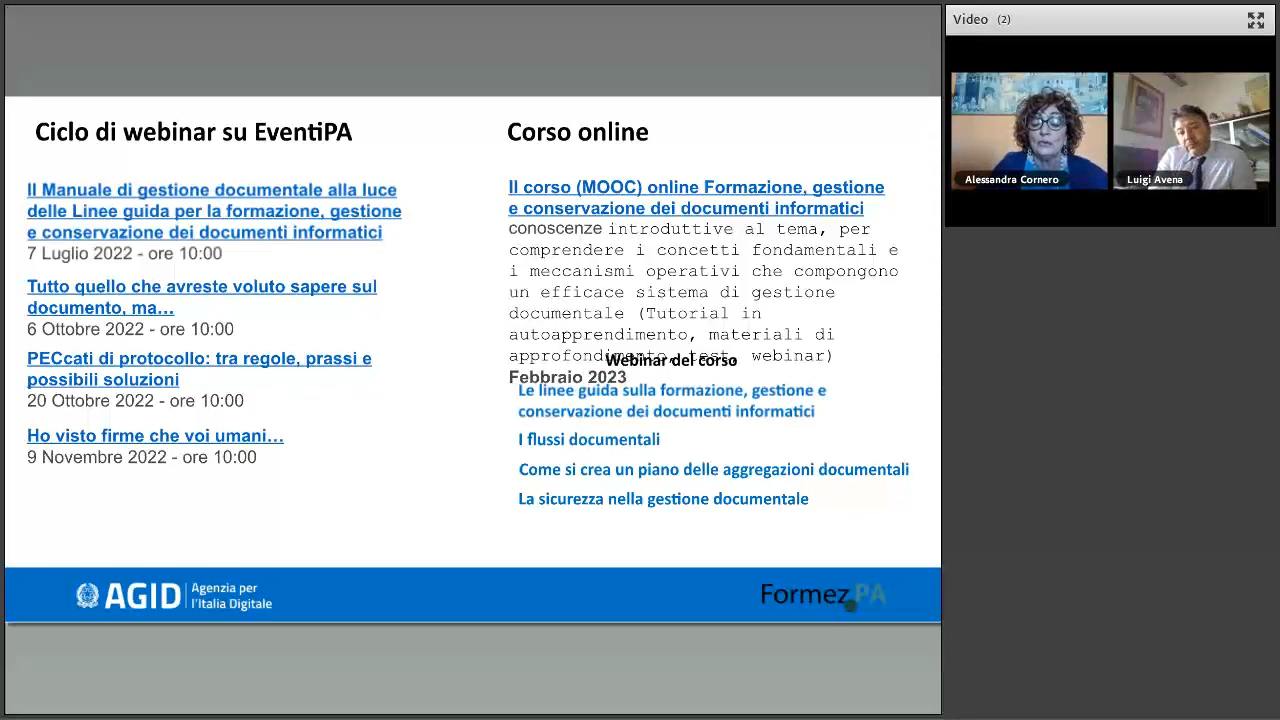 Ciclo di webinar su EventiPA
Il Manuale di gestione documentale alla luce
delle Linee guida per la formazione, gestione
e conservazione dei documenti informatici
7 Luglio 2022 - ore 10:00
Tutto quello che avreste voluto sapere sul
documento, ma...
6 Ottobre 2022 - ore 10:00
PECcati di protocollo: tra regole, prassi e
possibili soluzioni
20 Ottobre 2022 - ore 10:00
Ho visto firme che voi umani...
9 Novembre 2022 - ore 10:00
Corso online
Il corso (MOOC) online Formazione, gestione
e conservazione dei documenti informatici
conoscenze introduttive al tema, per
comprendere i concetti fondamentali e
i meccanismi operativi che compongono
un efficace sistema di gestione
documentale (Tutorial in
autoapprendimento, materiali di
approfondimento, test, webinar)
Webinar del corso
Febbraio 2023
Le linee guida sulla formazione, gestione e
conservazione dei documenti informatici
I flussi documentali
Come si crea un piano delle aggregazioni documentali
La sicurezza nella gestione documentale
AGID
Agenzia per
l'Italia Digitale
Formez PA
Video (2)
Alessandra Cornero
Luigi Avena